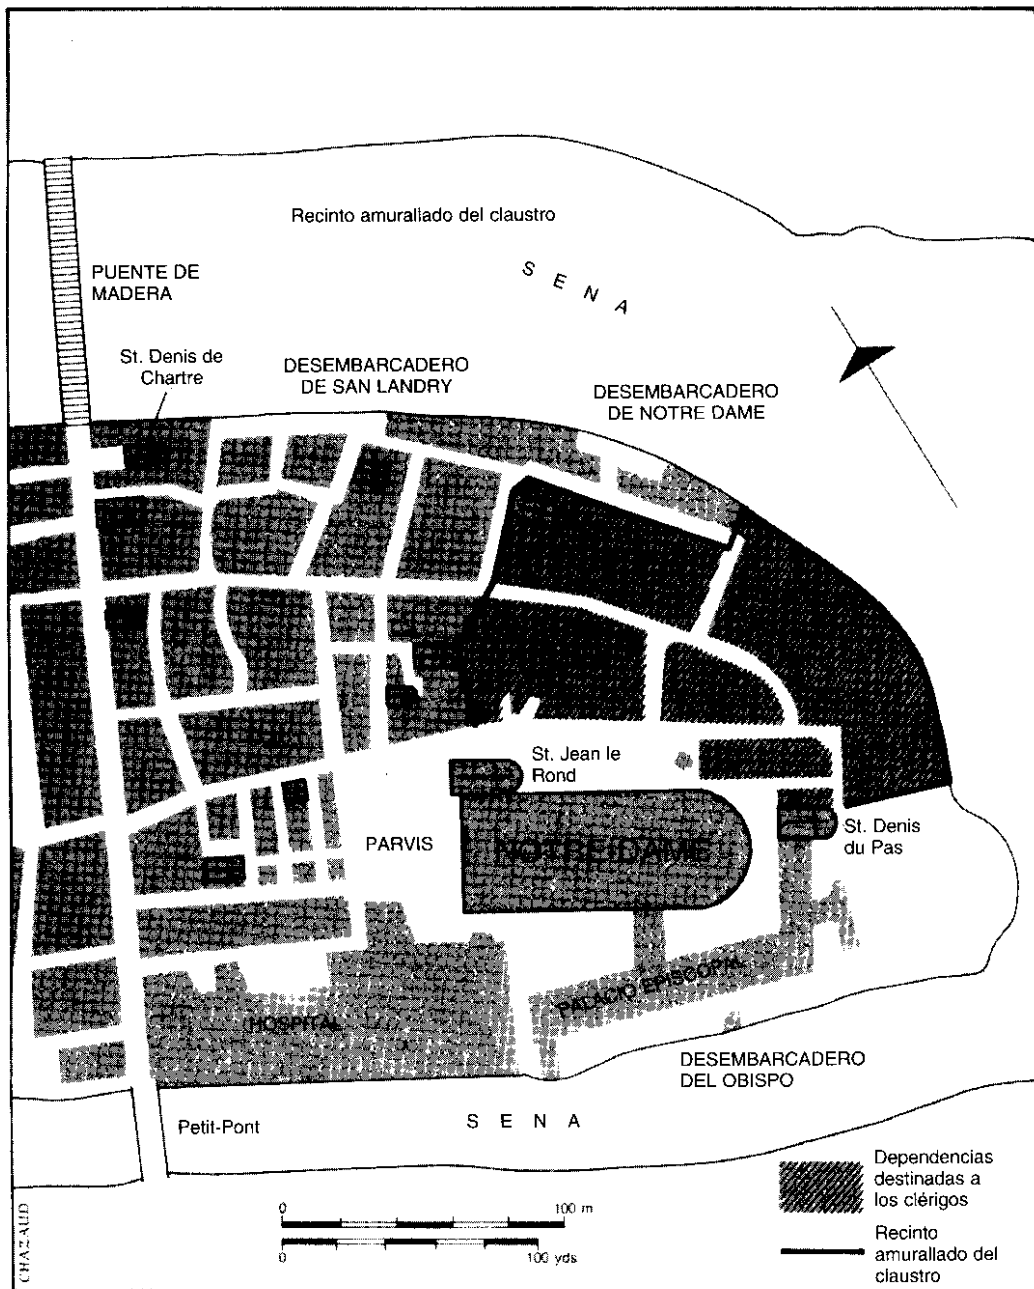 Recinto amurallado del claustro
S E N A
PUENTE DE
MADERA
St. Denis de
Chartre
DESEMBARCADERO
DE SAN LANDRY
DESEMBARCADERO
DE NOTRE DAME
St. Jean le
Rond
PARVIS
NOTRE DAME
St. Denis
du Pas
HOSPITAL
PALACIO EPISCOPAL
DESEMBARCADERO
DEL OBISPO
Petit-Pont
S E N A
Dependencias
destinadas a
los clérigos
Recinto
amurallado del
claustro
0 100 m
0 100 yds
CHAZAUD